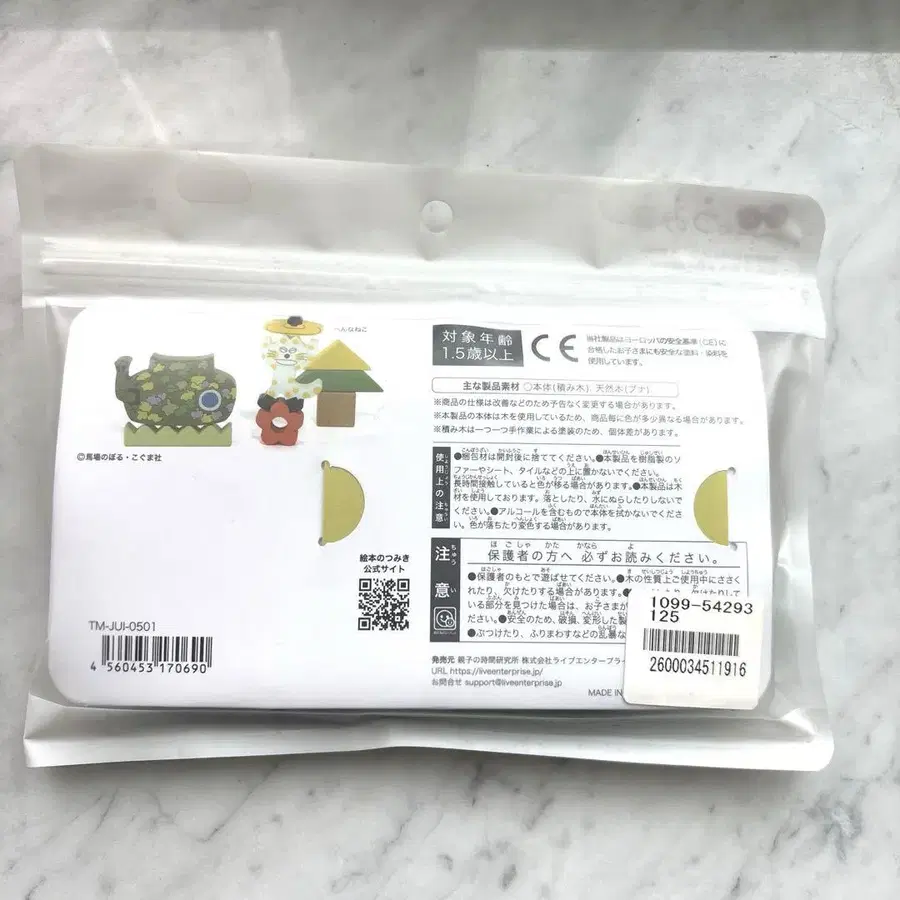 へんなねこ
©馬場のぼる・こぐま社
対象年齢
1.5歳以上
CE
当社製品はヨーロッパの安全基準(CE)に
合格したお子さまにも安全な塗料・染料を
使用しています。
主な製品素材 ○本体(積み木). 天然木(ブナ)
※商品の仕様は改善などのため予告なく変更する場合があります。
※本製品の本体は木を使用しているため、商品毎に色が多少異なる場合があります。
※積み木は一つ一つ手作業による塗装のため、個体差があります。
使用上の注意
●梱包材は開封後に捨ててください。●本製品を樹脂製のソ
ファーやシート、タイルなどの上に置かないでください。
長時間接触していると色が移る場合があります。●本製品は木
材を使用しております。落としたり、水にぬらしたりしないで
ください。●アルコールを含むもので本体を拭かないでくださ
い。色が落ちたり変色する場合があります。
注意
保護者の方へ 必ずお読みください。
●保護者のもとで遊ばせてください。●木の性質上ご使用中にささく
れたり、欠けたりする場合があ
いる部分を見つけた場合は、お子さまが
●安全のため、破損、変形した製
●ぶつけたり、ふりまわすなどの乱暴な
絵本のつみき
公式サイト
TM-JUI-0501
4 560453 170690
発売元 親子の時間研究所 株式会社ライブエンタープライ
URL https://liveenterprise.jp/
お問合せ support@liveenterprise.jp
MADE IN
1099-54293
125
2600034511916